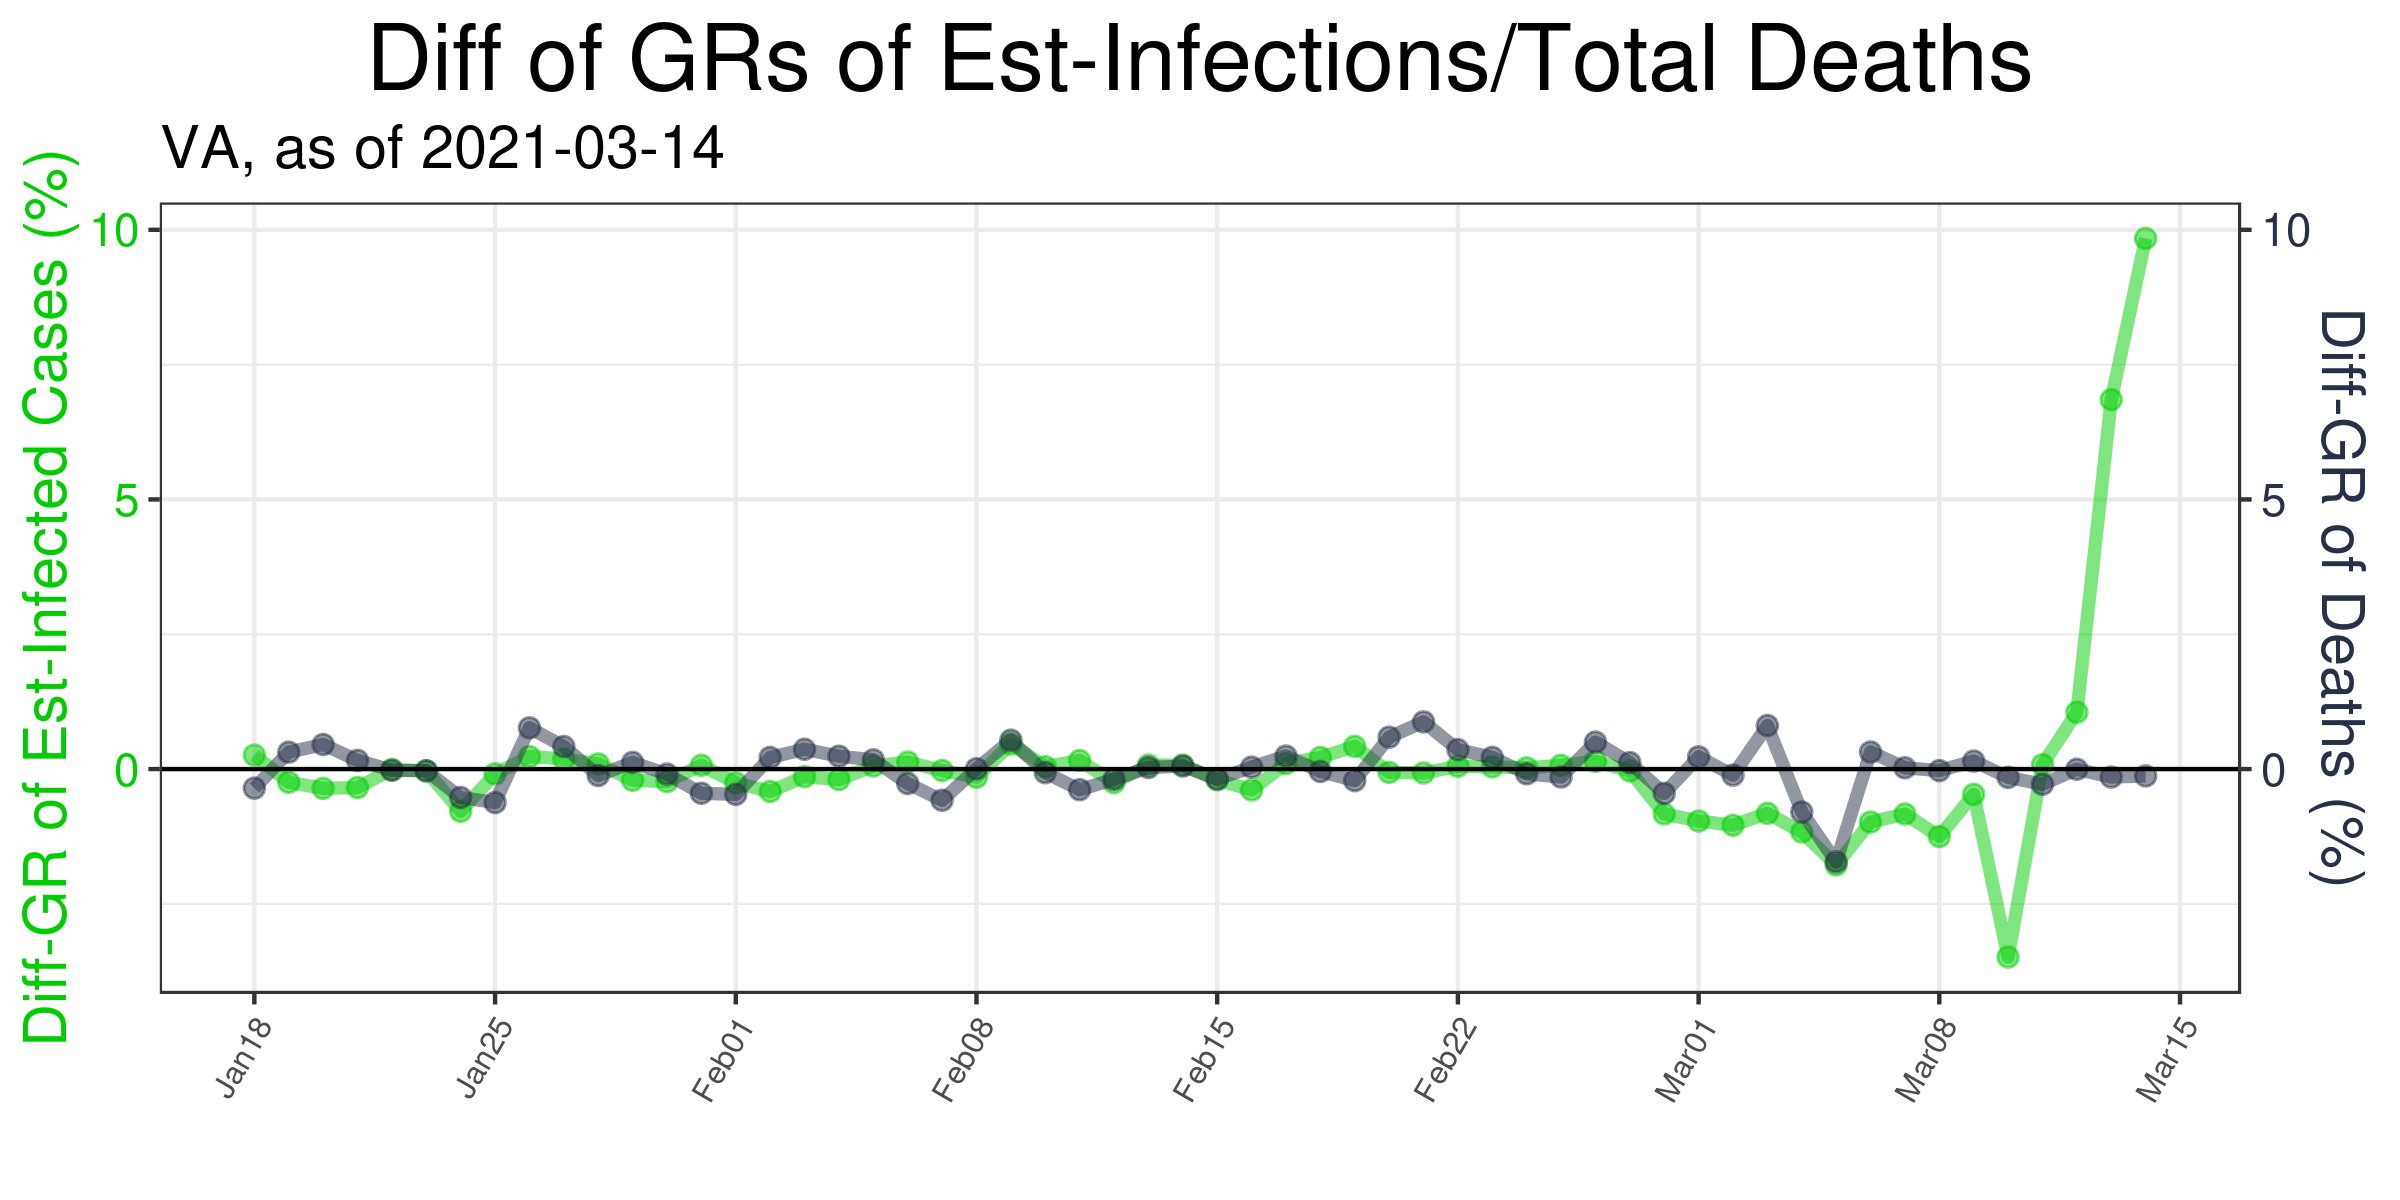 Diff of GRs of Est-Infections/Total Deaths
VA, as of 2021-03-14
Diff-GR of Est-Infected Cases (%)
10
5
0
10
5
0
Diff-GR of Deaths (%)
Jan18
Jan25
Feb01
Feb08
Feb15
Feb22
Mar01
Mar08
Mar15